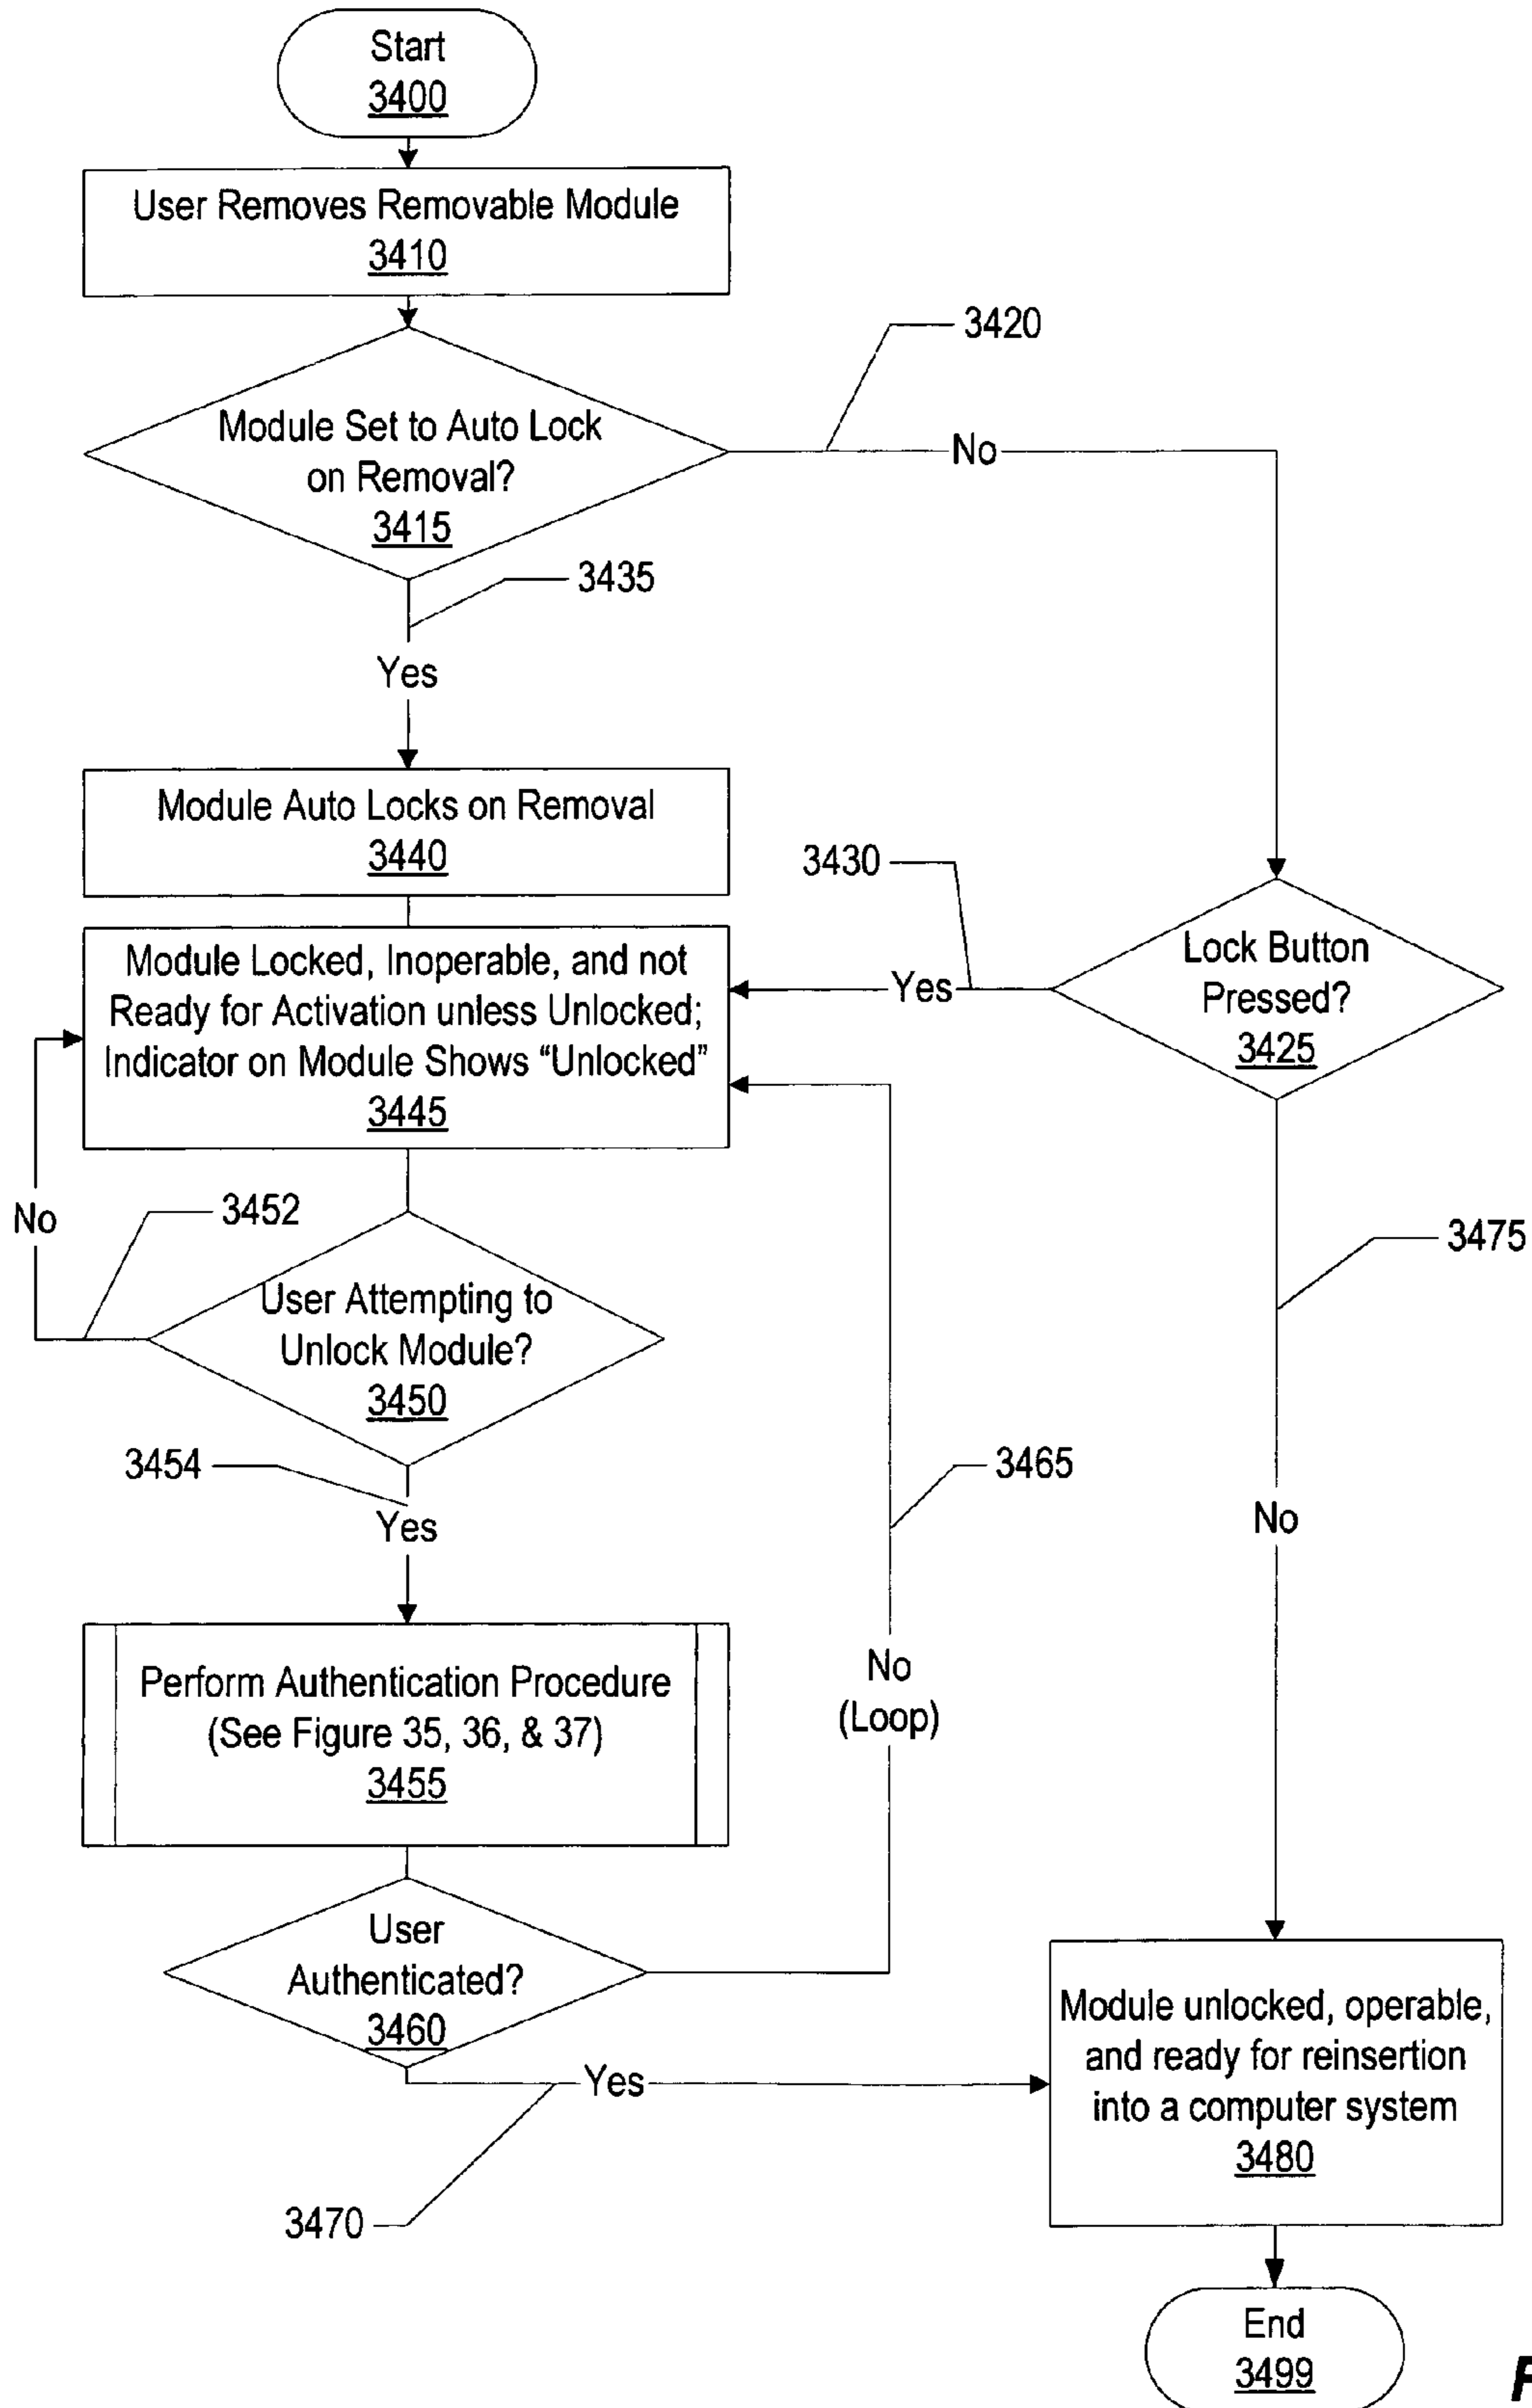 Start
3400
User Removes Removable Module
3410
3420
Module Set to Auto Lock
on Removal?
3415
No
3435
Yes
Module Auto Locks on Removal
3440
3430
Module Locked, Inoperable, and not
Ready for Activation unless Unlocked;
Indicator on Module Shows “Unlocked”
3445
Yes
Lock Button
Pressed?
3425
No
3452
3475
User Attempting to
Unlock Module?
3450
3454
Yes
3465
No
Perform Authentication Procedure
(See Figure 35, 36, & 37)
3455
No
(Loop)
User
Authenticated?
3460
Yes
3470
Module unlocked, operable,
and ready for reinsertion
into a computer system
3480
End
3499